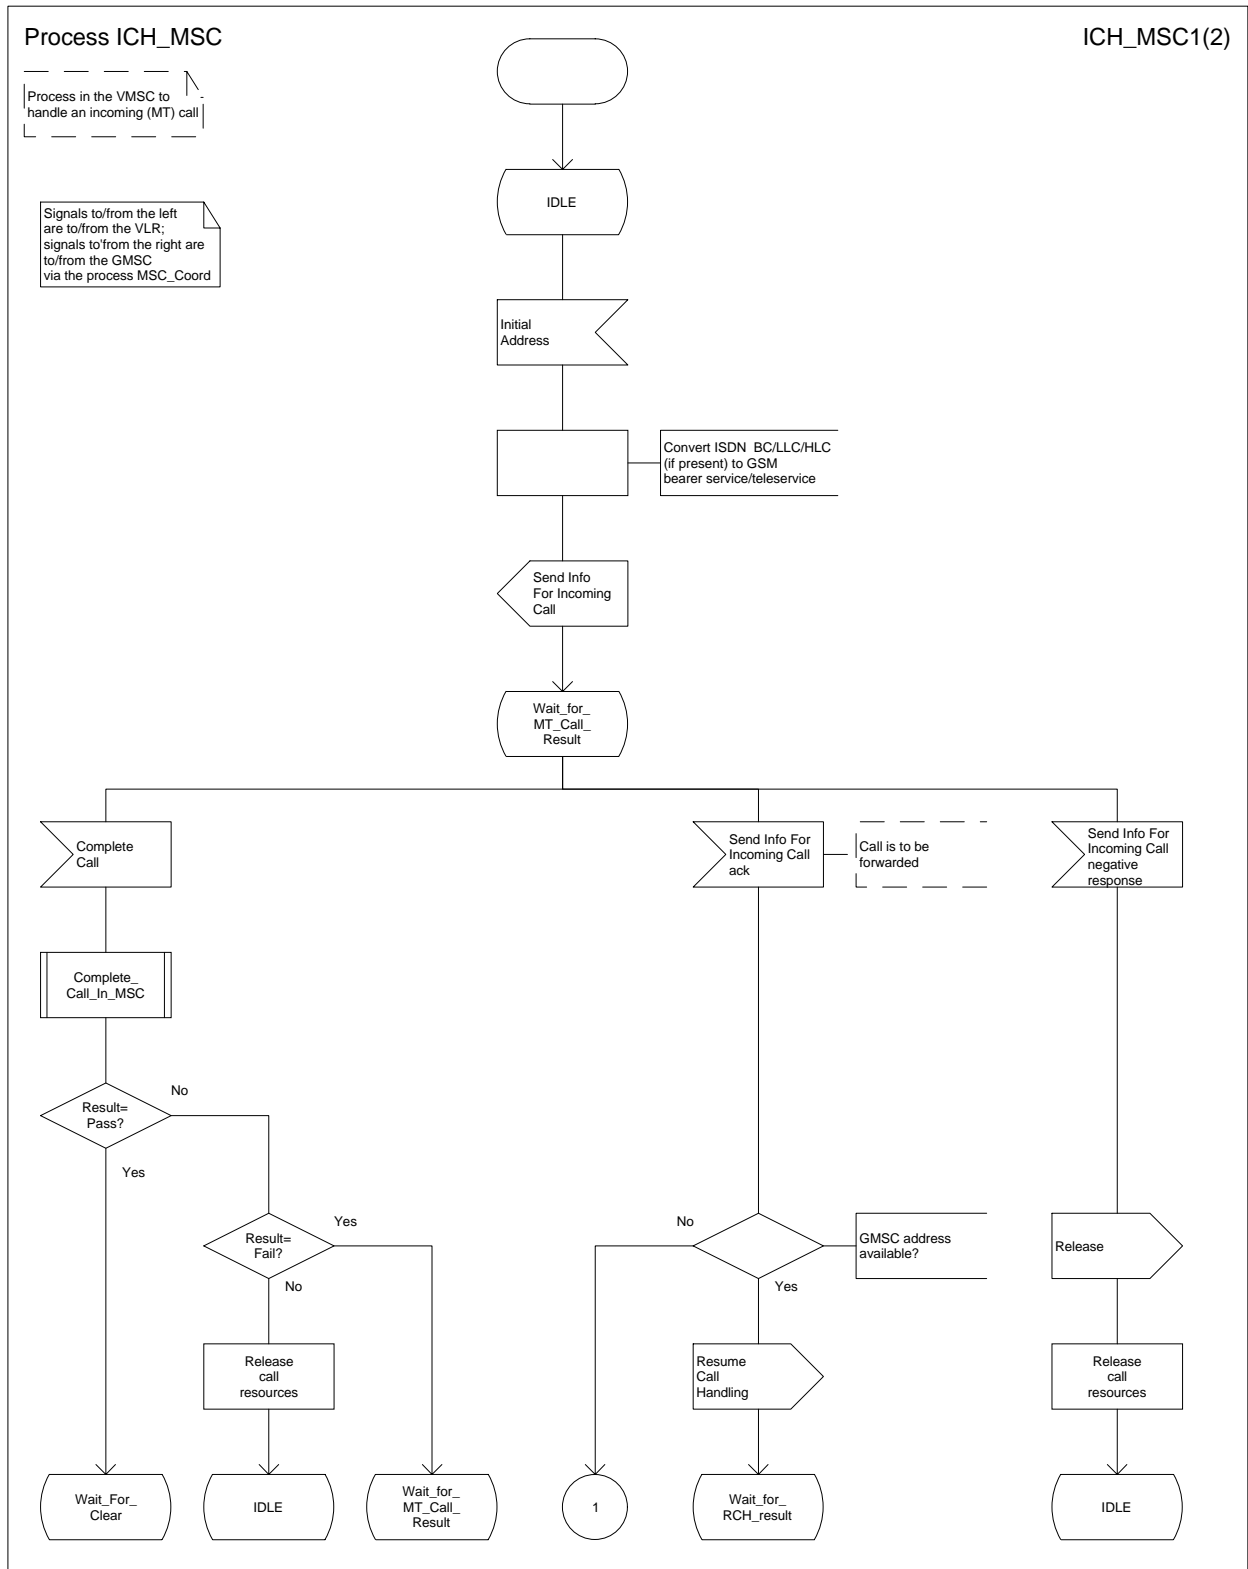 Process ICH_MSC
ICH_MSC1(2)
Process in the VMSC to
handle an incoming (MT) call
IDLE
Signals to/from the left
are to/from the VLR;
signals to'from the right are
to/from the GMSC
via the process MSC_Coord
Initial
Address
Convert ISDN BC/LLC/HLC
(if present) to GSM
bearer service/teleservice
Send Info
For Incoming
Call
Wait_for_
MT_Call_
Result
Complete
Call
Send Info For
Incoming Call
ack
Call is to be
forwarded
Send Info For
Incoming Call
negative
response
Complete_
Call_In_MSC
No
Result=
Pass?
Yes
Yes
Result=
Fail?
No
No
GMSC address
available?
Yes
Release
Release
call
resources
Resume
Call
Handling
Release
call
resources
Wait_For_
Clear
IDLE
Wait_for_
MT_Call_
Result
1
Wait_for_
RCH_result
IDLE